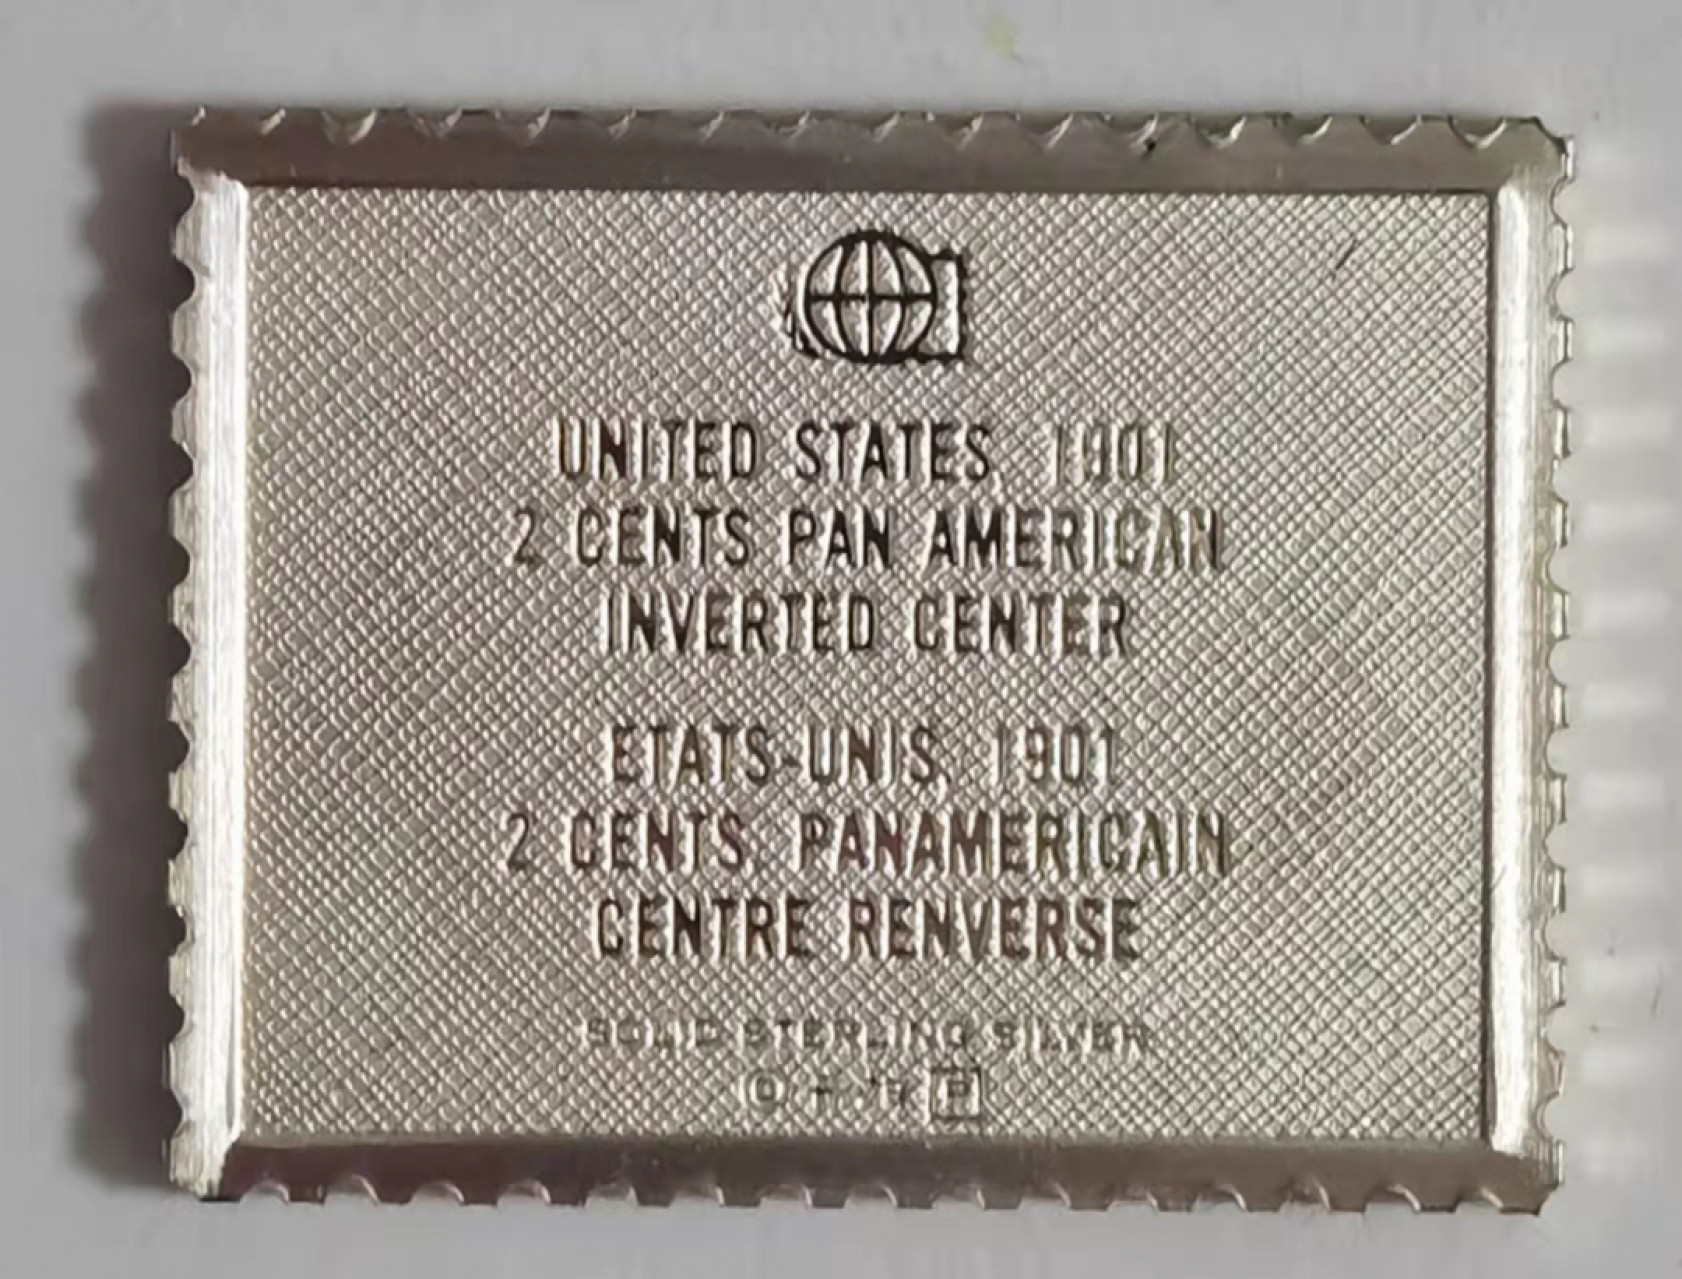 UNITED STATES, 1901
2 CENTS PAN AMERICAN
INVERTED CENTER
ETATS-UNIS, 1901
2 CENTS, PANAMERICAIN
CENTRE RENVERSE
SOLID STERLING SILVER